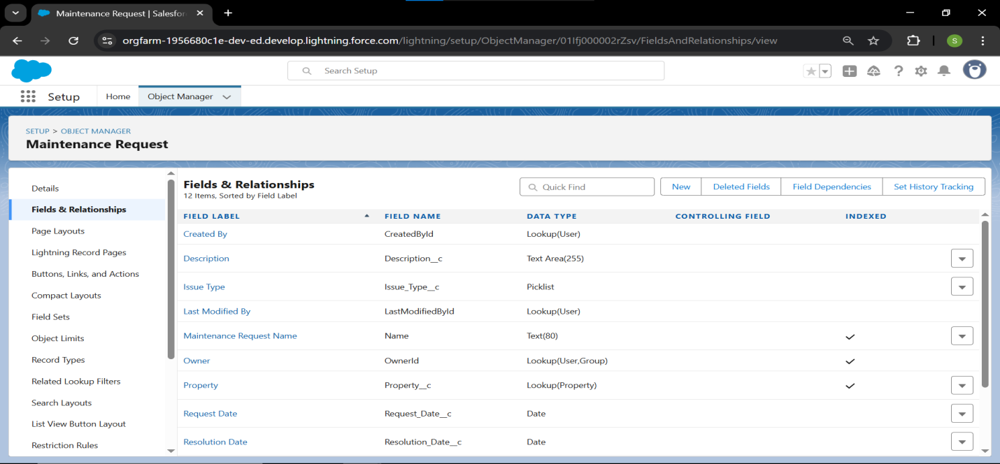 Maintenance Request | Salesfor
orgfarm-1956680c1e-dev-ed.develop.lightning.force.com/lightning/setup/ObjectManager/01Ifj000002rZsv/FieldsAndRelationships/view
S
Search Setup
Setup
Home
Object Manager
SETUP > OBJECT MANAGER
Maintenance Request
Details
Fields & Relationships
Page Layouts
Lightning Record Pages
Buttons, Links, and Actions
Compact Layouts
Field Sets
Object Limits
Record Types
Related Lookup Filters
Search Layouts
List View Button Layout
Restriction Rules
Fields & Relationships
12 Items, Sorted by Field Label
Quick Find
New
Deleted Fields
Field Dependencies
Set History Tracking
FIELD LABEL FIELD NAME DATA TYPE CONTROLLING FIELD INDEXED
Created By CreatedById Lookup(User)
Description Description__c Text Area(255)
Issue Type Issue_Type__c Picklist
Last Modified By LastModifiedById Lookup(User)
Maintenance Request Name Name Text(80)
Owner OwnerId Lookup(User,Group)
Property Property__c Lookup(Property)
Request Date Request_Date__c Date
Resolution Date Resolution_Date__c Date